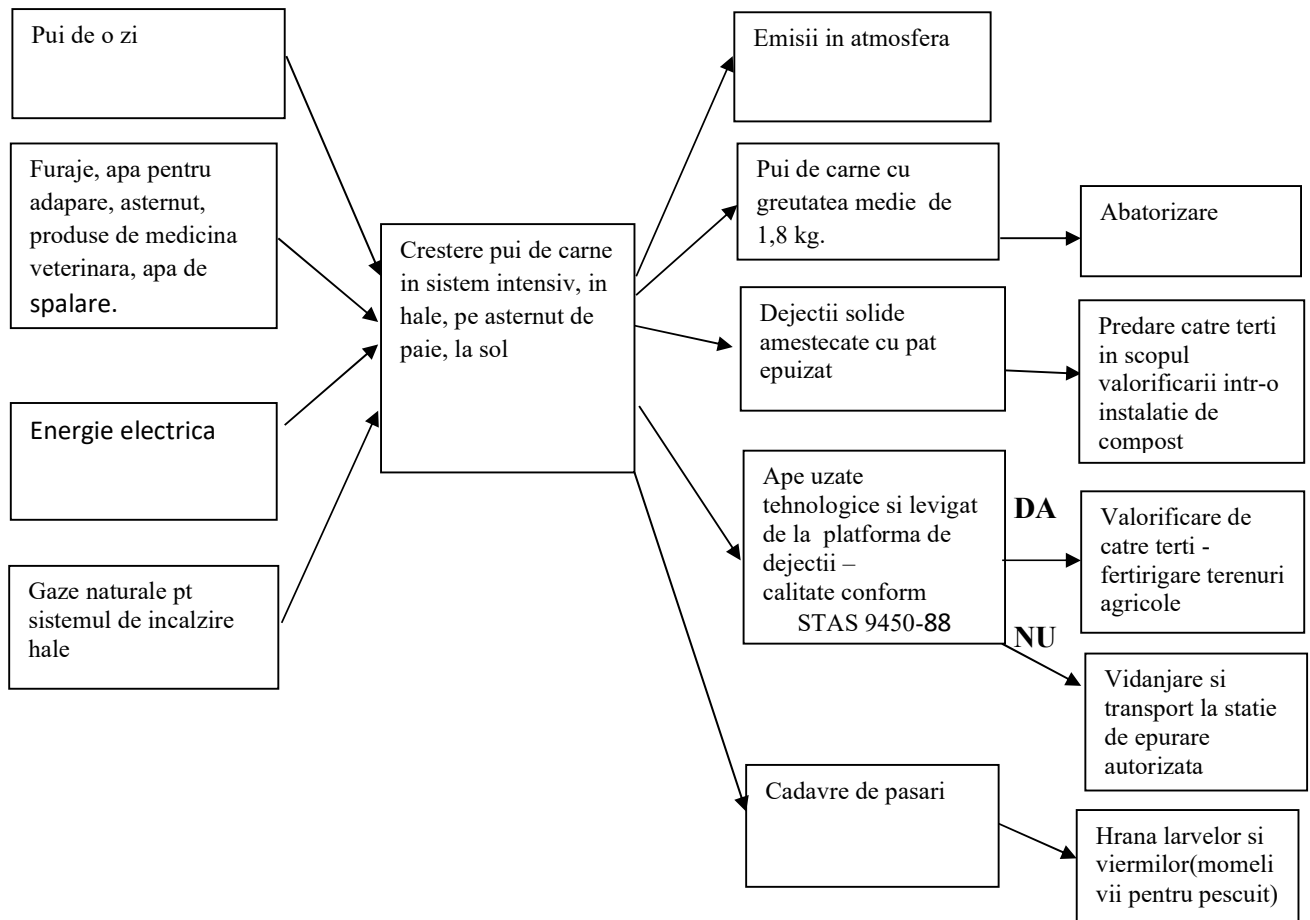 Pui de o zi
Furaje, apa pentru
adapare, asternut,
produse de medicina
veterinara, apa de
spalare.
Energie electrica
Gaze naturale pt
sistemul de incalzire
hale
Crestere pui de carne
in sistem intensiv, in
hale, pe asternut de
paie, la sol
Emisii in atmosfera
Pui de carne cu
greutatea medie de
1,8 kg.
Abatorizare
Dejectii solide
amestecate cu pat
epuizat
Predare catre terti
in scopul
valorificarii intr-o
instalatie de
compost
Ape uzate
tehnologice si levigat
de la platforma de
dejectii –
calitate conform
STAS 9450-88
DA
Valorificare de
catre terti -
fertirigare terenuri
agricole
NU
Vidanjare si
transport la statie
de epurare
autorizata
Cadavre de pasari
Hrana larvelor si
viermilor(momeli
vii pentru pescuit)